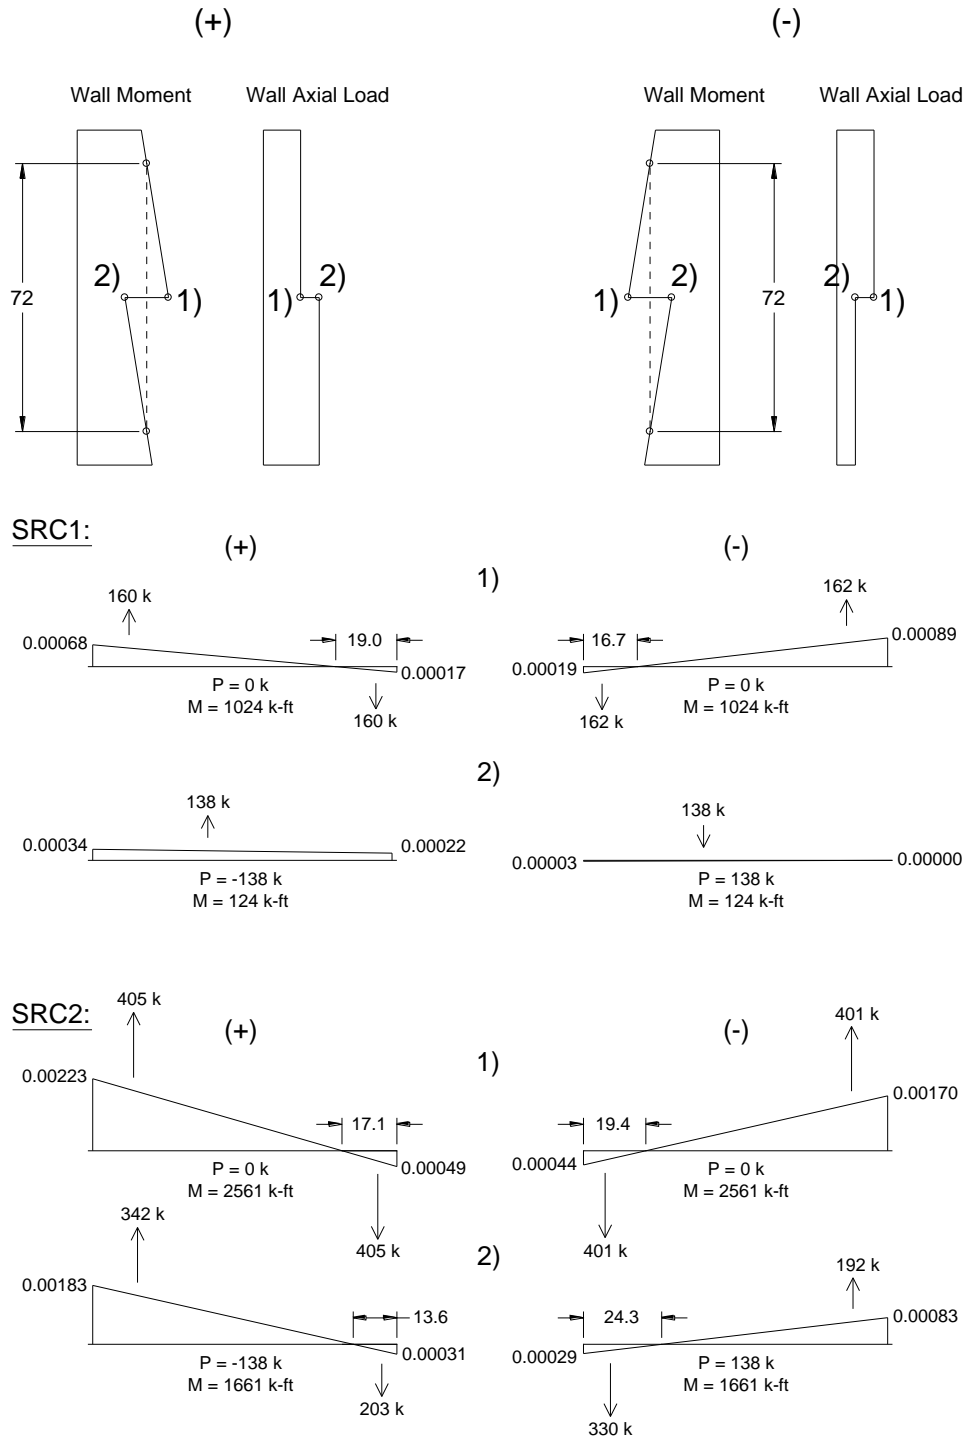 (+)
(-)
Wall Moment
Wall Axial Load
Wall Moment
Wall Axial Load
72
2)
1)
1)
2)
1)
2)
72
2)
1)
SRC1:
(+)
(-)
1)
160 k
0.00068
19.0
0.00017
P = 0 k
M = 1024 k-ft
160 k
162 k
16.7
0.00089
0.00019
P = 0 k
M = 1024 k-ft
162 k
2)
138 k
0.00034
0.00022
P = -138 k
M = 124 k-ft
138 k
0.00003
0.00000
P = 138 k
M = 124 k-ft
SRC2:
(+)
(-)
1)
405 k
0.00223
17.1
0.00049
P = 0 k
M = 2561 k-ft
405 k
401 k
0.00170
19.4
0.00044
P = 0 k
M = 2561 k-ft
401 k
2)
342 k
0.00183
13.6
0.00031
P = -138 k
M = 1661 k-ft
203 k
192 k
24.3
0.00083
0.00029
P = 138 k
M = 1661 k-ft
330 k